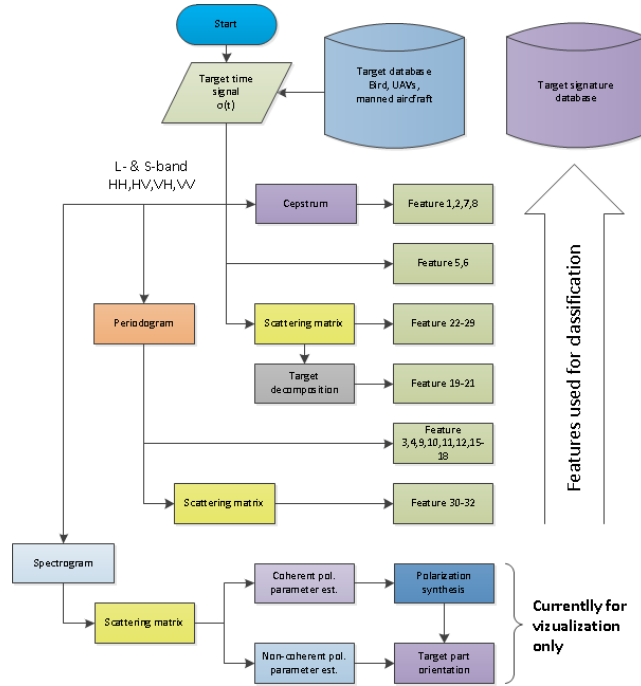 Start
Target time
signal
σ(t)
Target database
Bird, UAVs,
manned aircfraft
Target signature
database
L- & S-band
HH,HV,VH,VV
Cepstrum
Feature 1,2,7,8
Feature 5,6
Periodogram
Scattering matrix
Feature 22-29
Target
decomposition
Feature 19-21
Feature
3,4,9,10,11,12,15-
18
Scattering matrix
Feature 30-32
Features used for classification
Spectrogram
Scattering matrix
Coherent pol.
parameter est.
Polarization
synthesis
Non-coherent pol.
parameter est.
Target part
orientation
Currentlly for
vizualization
only